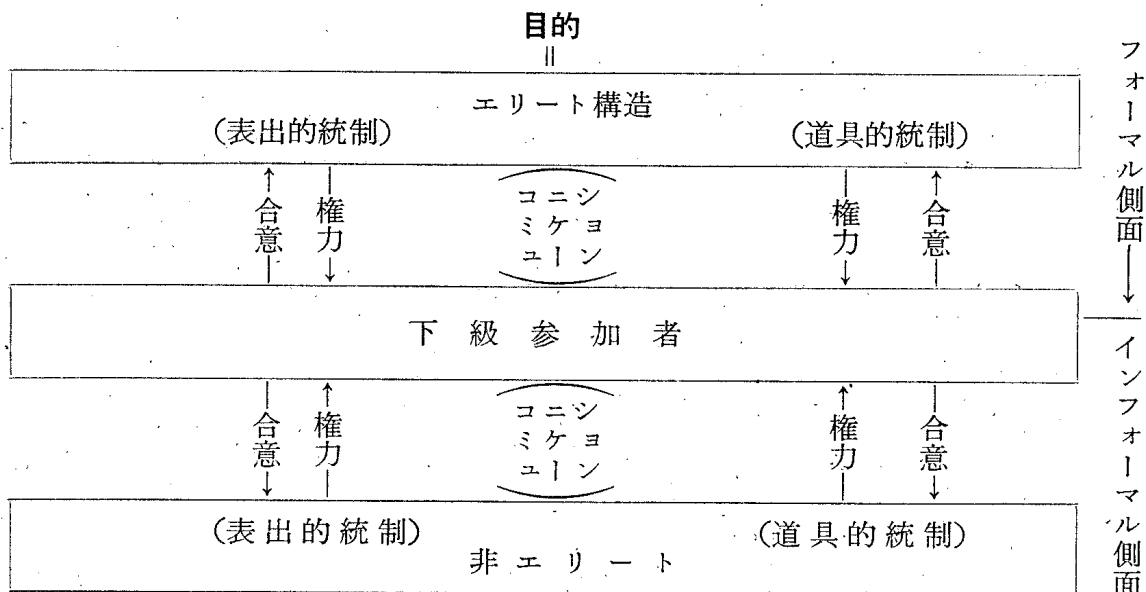 目的
||
エリート構造
(表出的統制)
(道具的統制)
合意
権力
コミュニケーション
権力
合意
下級参加者
合意
権力
コミュニケーション
権力
合意
(表出的統制)
(道具的統制)
非エリート
フォーマル側面
インフォーマル側面